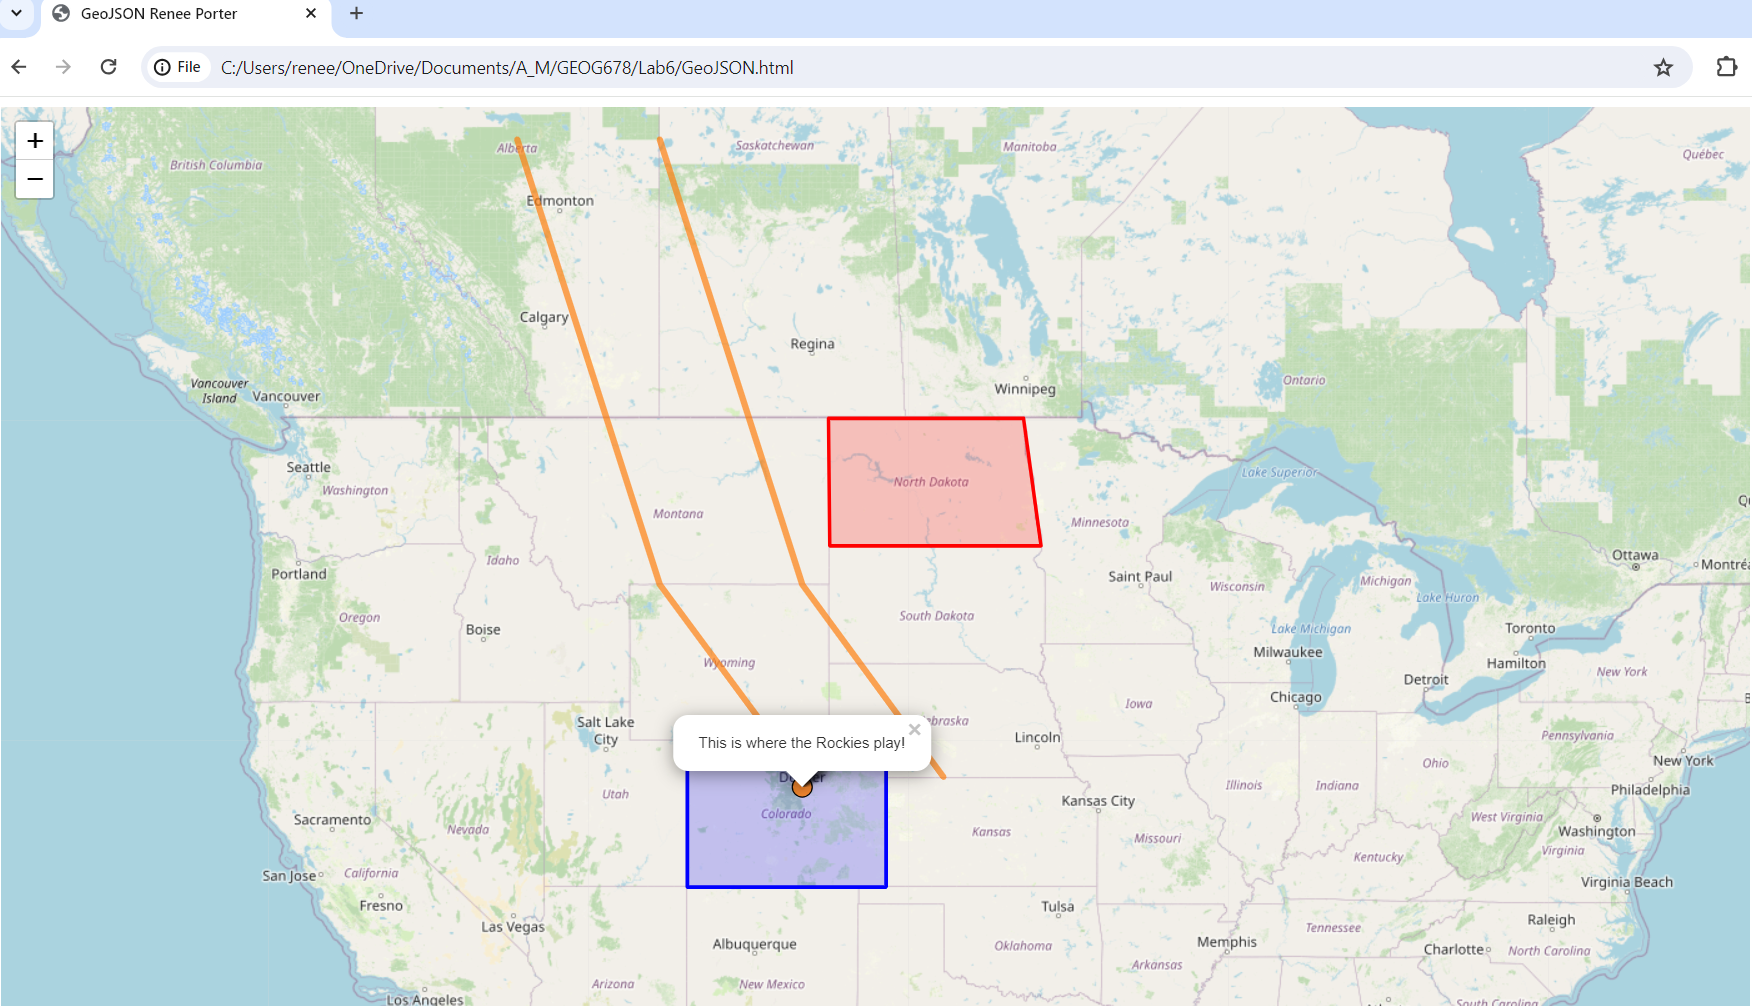 GeoJSON Renee Porter
File
C:/Users/renee/OneDrive/Documents/A_M/GEOG678/Lab6/GeoJSON.html
+
−
British Columbia
Alberta
Saskatchewan
Manitoba
Québec
Edmonton
Calgary
Regina
Winnipeg
Ontario
Vancouver
Island
Vancouver
Seattle
Washington
Montana
North Dakota
Minnesota
Lake Superior
Idaho
Portland
Oregon
Boise
Wyoming
South Dakota
Saint Paul
Wisconsin
Michigan
Lake Huron
Ottawa
Montré
Lake Michigan
Toronto
Milwaukee
Hamilton
New York
Detroit
Chicago
Iowa
Salt Lake
City
braska
Lincoln
Pennsylvania
New York
This is where the Rockies play!
×
Utah
Colorado
Kansas City
Illinois
Indiana
Ohio
Philadelphia
Sacramento
Nevada
Kansas
Missouri
West Virginia
Washington
Virginia
Kentucky
San Jose
California
Fresno
Las Vegas
Tulsa
Virginia Beach
Raleigh
Albuquerque
Oklahoma
Memphis
Tennessee
Charlotte
North Carolina
Arkansas
Arizona
New Mexico
Los Angeles
South Carolina